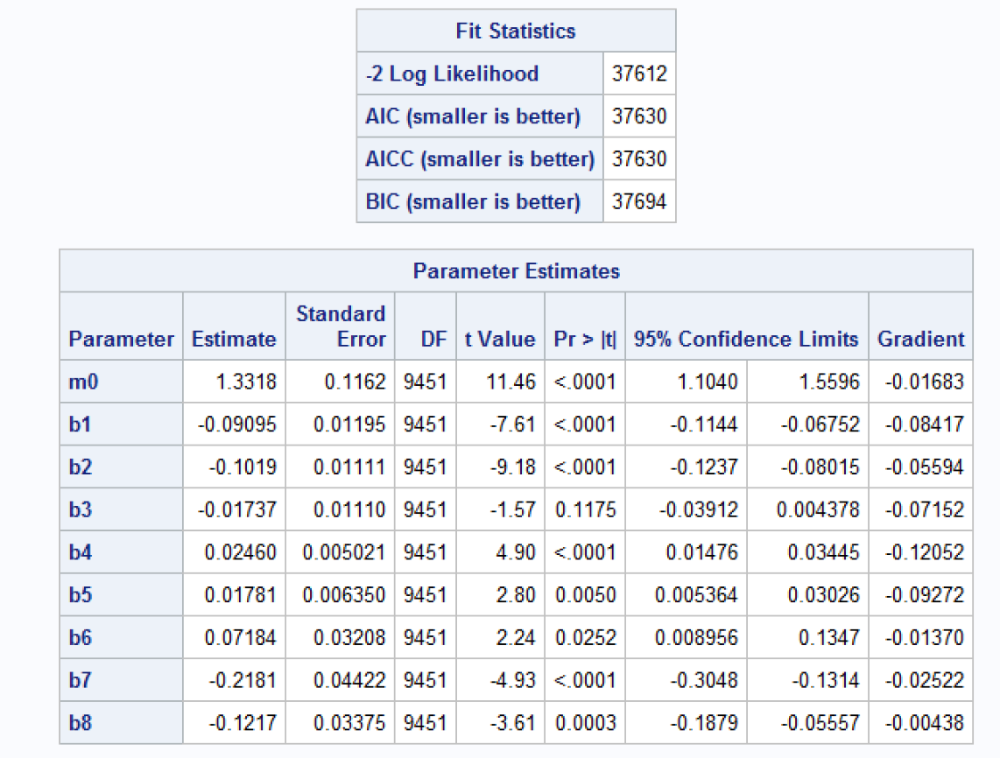 Fit Statistics
-2 Log Likelihood 37612
AIC (smaller is better) 37630
AICC (smaller is better) 37630
BIC (smaller is better) 37694
Parameter Estimates
Parameter Estimate Standard Error DF t Value Pr > |t| 95% Confidence Limits Gradient
m0 1.3318 0.1162 9451 11.46 <.0001 1.1040 1.5596 -0.01683
b1 -0.09095 0.01195 9451 -7.61 <.0001 -0.1144 -0.06752 -0.08417
b2 -0.1019 0.01111 9451 -9.18 <.0001 -0.1237 -0.08015 -0.05594
b3 -0.01737 0.01110 9451 -1.57 0.1175 -0.03912 0.004378 -0.07152
b4 0.02460 0.005021 9451 4.90 <.0001 0.01476 0.03445 -0.12052
b5 0.01781 0.006350 9451 2.80 0.0050 0.005364 0.03026 -0.09272
b6 0.07184 0.03208 9451 2.24 0.0252 0.008956 0.1347 -0.01370
b7 -0.2181 0.04422 9451 -4.93 <.0001 -0.3048 -0.1314 -0.02522
b8 -0.1217 0.03375 9451 -3.61 0.0003 -0.1879 -0.05557 -0.00438